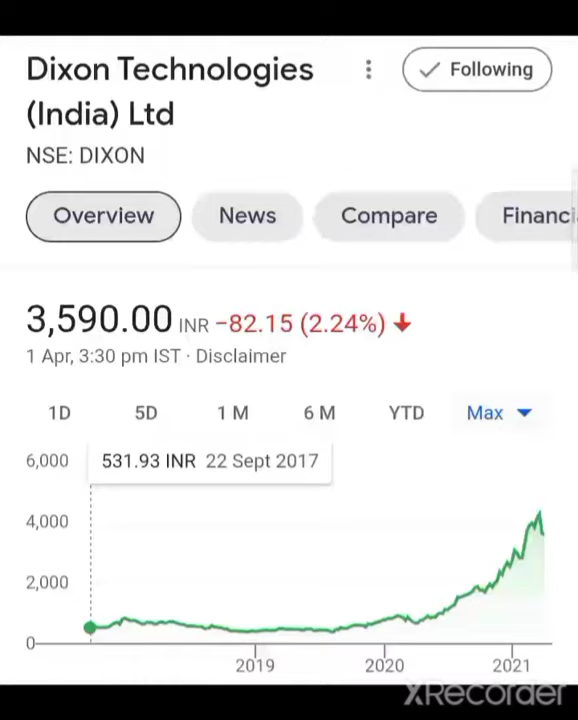 Dixon Technologies
(India) Ltd
Following
NSE: DIXON
Overview News Compare Financi
3,590.00 INR −82.15 (2.24%)
1 Apr, 3:30 pm IST · Disclaimer
1D 5D 1 M 6 M YTD Max
531.93 INR 22 Sept 2017
6,000
4,000
2,000
0
2019 2020 2021
XRecorder